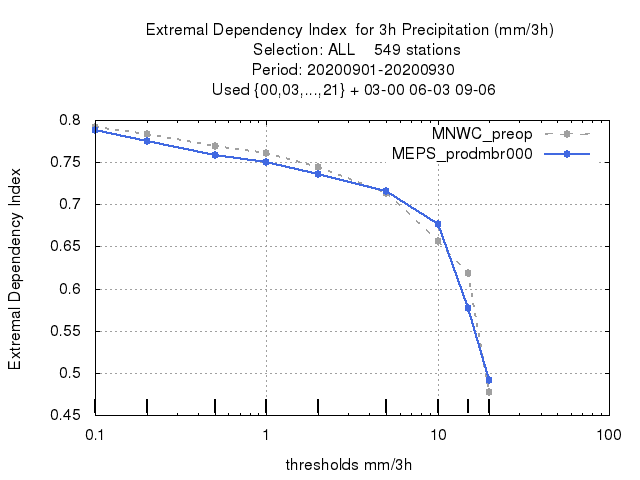 Extremal Dependency Index for 3h Precipitation (mm/3h)
Selection: ALL 549 stations
Period: 20200901-20200930
Used {00,03,...,21} + 03-00 06-03 09-06
MNWC_preop
MEPS_prodmbr000
Extremal Dependency Index
0.8
0.75
0.7
0.65
0.6
0.55
0.5
0.45
0.1 1 10 100
thresholds mm/3h